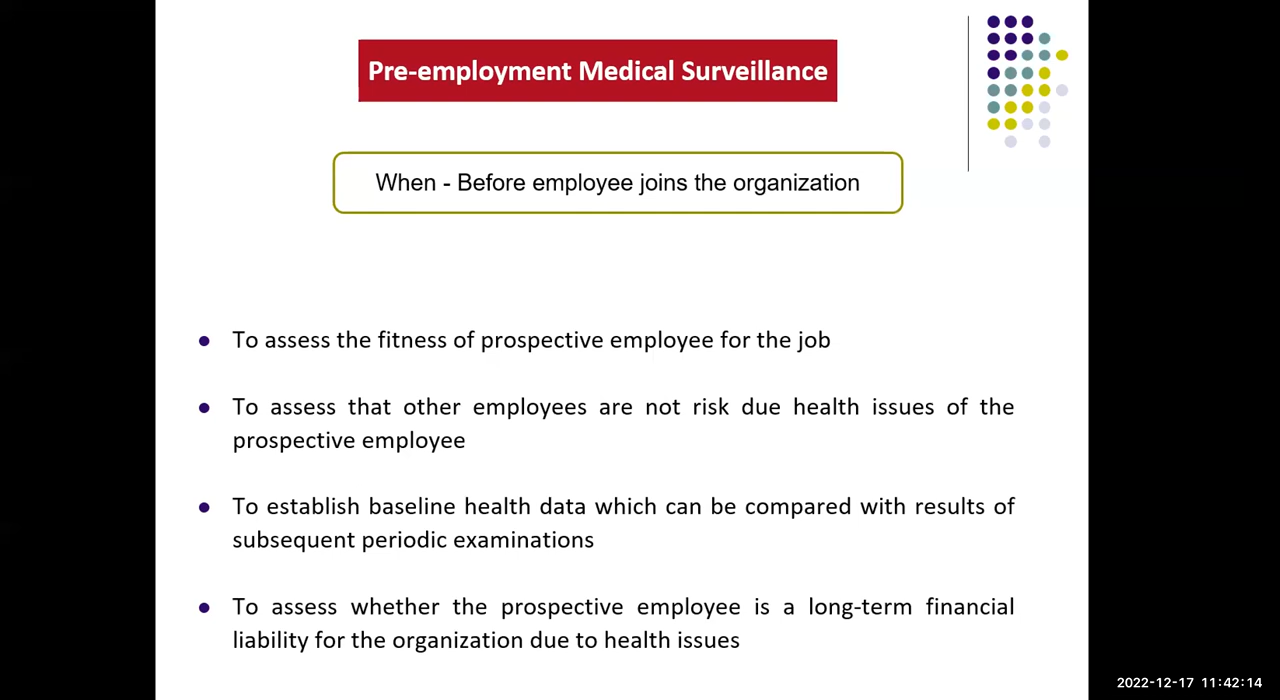 Pre-employment Medical Surveillance
When - Before employee joins the organization
● To assess the fitness of prospective employee for the job
● To assess that other employees are not risk due health issues of the
prospective employee
● To establish baseline health data which can be compared with results of
subsequent periodic examinations
● To assess whether the prospective employee is a long-term financial
liability for the organization due to health issues
2022-12-17 11:42:14